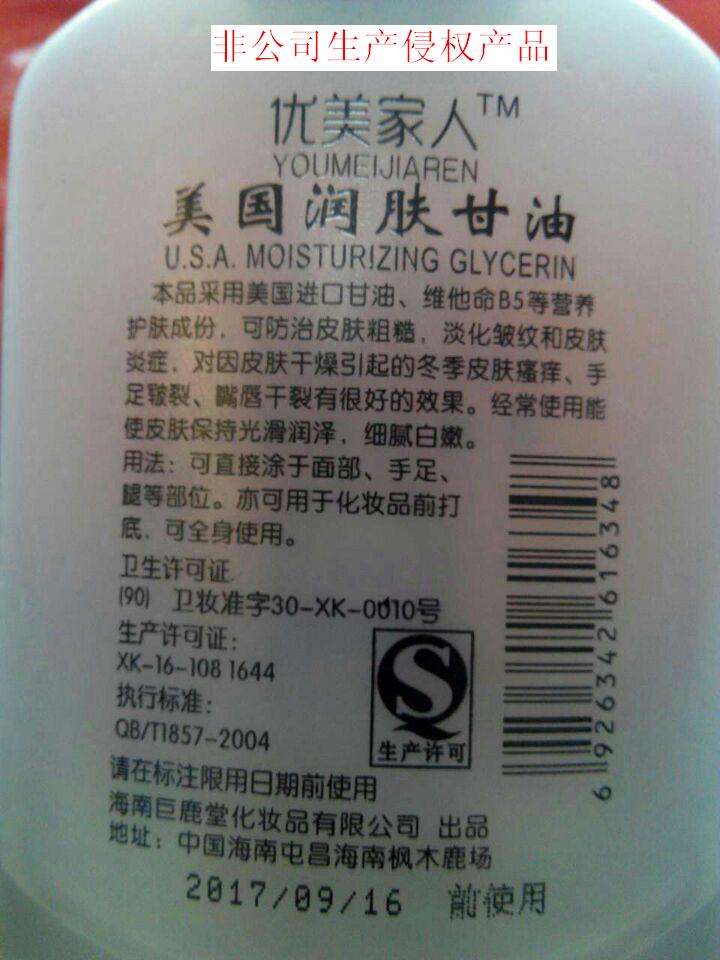 非公司生产侵权产品
优美家人™
YOUMEIJIAREN
美国润肤甘油
U.S.A. MOISTURIZING GLYCERIN
本品采用美国进口甘油、维他命B5等营养
护肤成份，可防治皮肤粗糙，淡化皱纹和皮肤
炎症，对因皮肤干燥引起的冬季皮肤瘙痒、手
足皲裂、嘴唇干裂有很好的效果。经常使用能
使皮肤保持光滑润泽，细腻白嫩。
用法：可直接涂于面部、手足、
腿等部位。亦可用于化妆品前打
底，可全身使用。
卫生许可证.
(90) 卫妆准字30-XK-0010号
生产许可证：
XK-16-108 1644
执行标准：
QB/T1857-2004
生产许可
6926342616348
请在标注限用日期前使用
海南巨鹿堂化妆品有限公司 出品
地址：中国海南屯昌海南枫木鹿场
2017/09/16 前使用